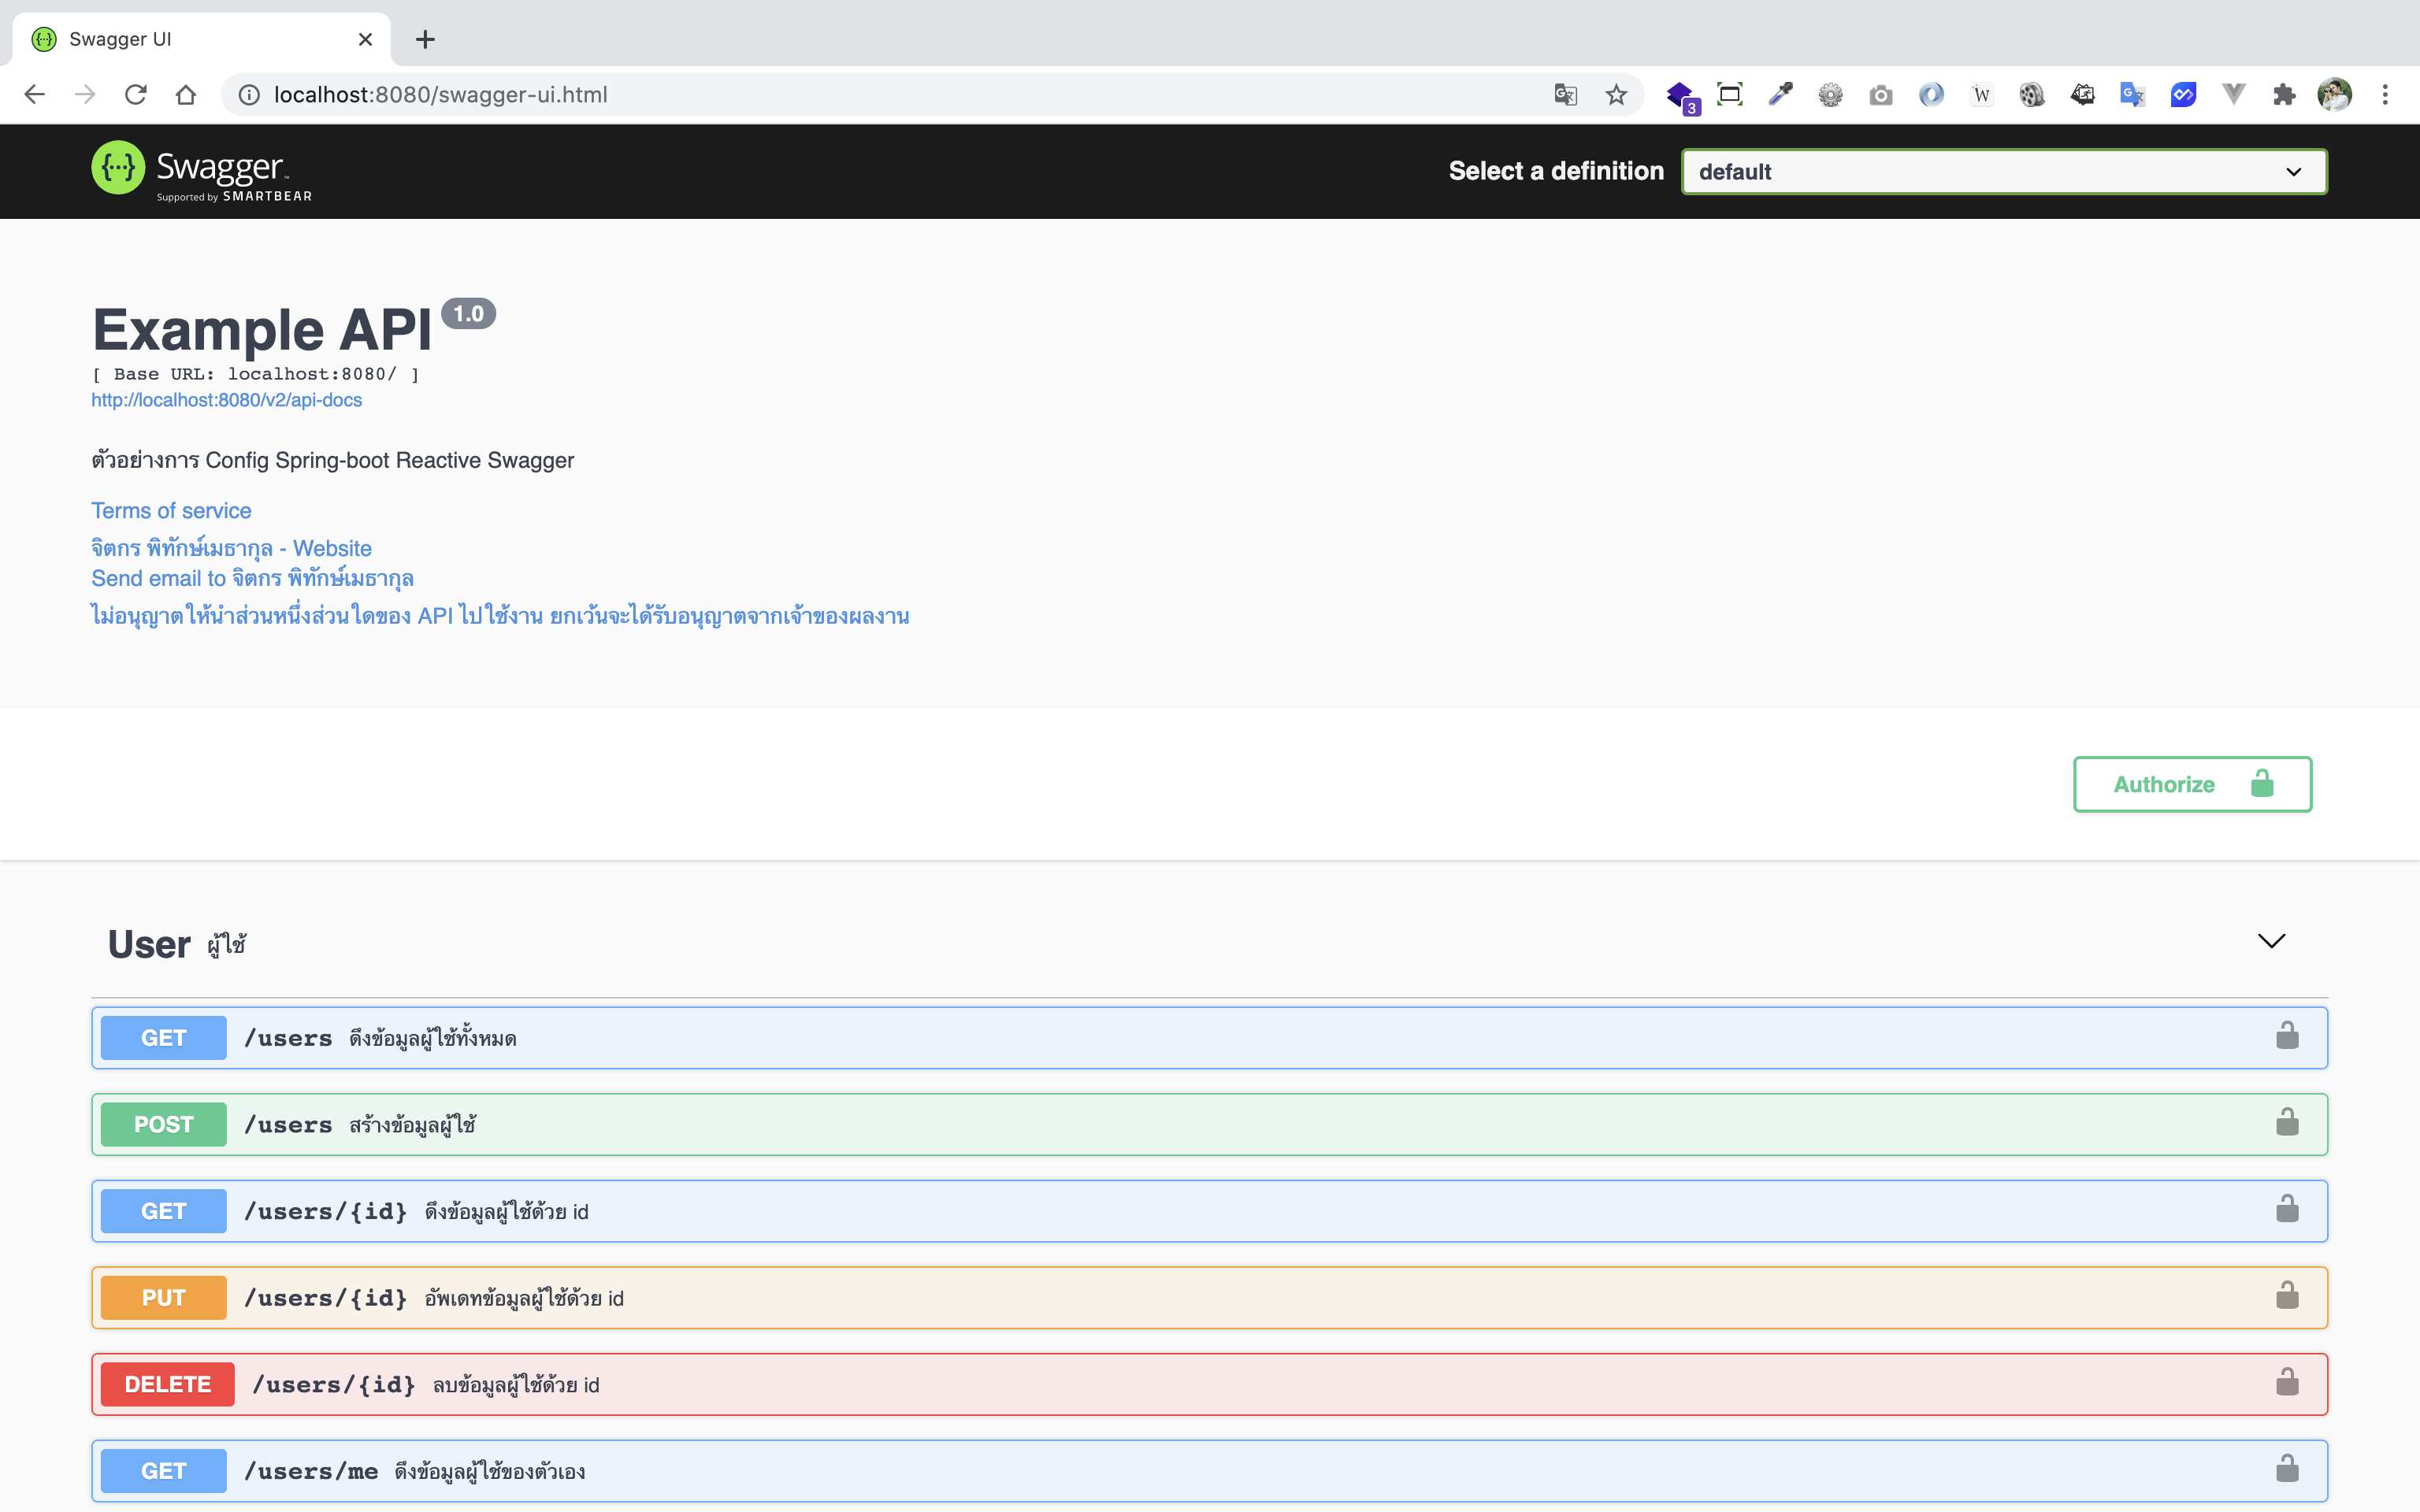 Swagger UI
localhost:8080/swagger-ui.html
3
W
Swagger™
Supported by SMARTBEAR
Select a definition
default
Example API 1.0
[ Base URL: localhost:8080/ ]
http://localhost:8080/v2/api-docs
ตัวอย่างการ Config Spring-boot Reactive Swagger
Terms of service
จิตกร พิทักษ์เมธากุล - Website
Send email to จิตกร พิทักษ์เมธากุล
ไม่อนุญาตให้นำส่วนหนึ่งส่วนใดของ API ไปใช้งาน ยกเว้นจะได้รับอนุญาตจากเจ้าของผลงาน
Authorize
User ผู้ใช้
GET /users ดึงข้อมูลผู้ใช้ทั้งหมด
POST /users สร้างข้อมูลผู้ใช้
GET /users/{id} ดึงข้อมูลผู้ใช้ด้วย id
PUT /users/{id} อัพเดทข้อมูลผู้ใช้ด้วย id
DELETE /users/{id} ลบข้อมูลผู้ใช้ด้วย id
GET /users/me ดึงข้อมูลผู้ใช้ของตัวเอง